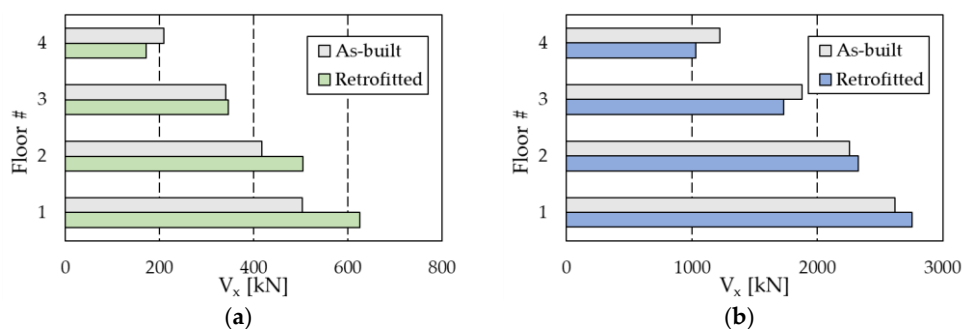 4
As-built
Retrofitted
3
Floor #
2
1
0 200 400 600 800
Vx [kN]
(a)
4
As-built
Retrofitted
3
Floor #
2
1
0 1000 2000 3000
Vx [kN]
(b)